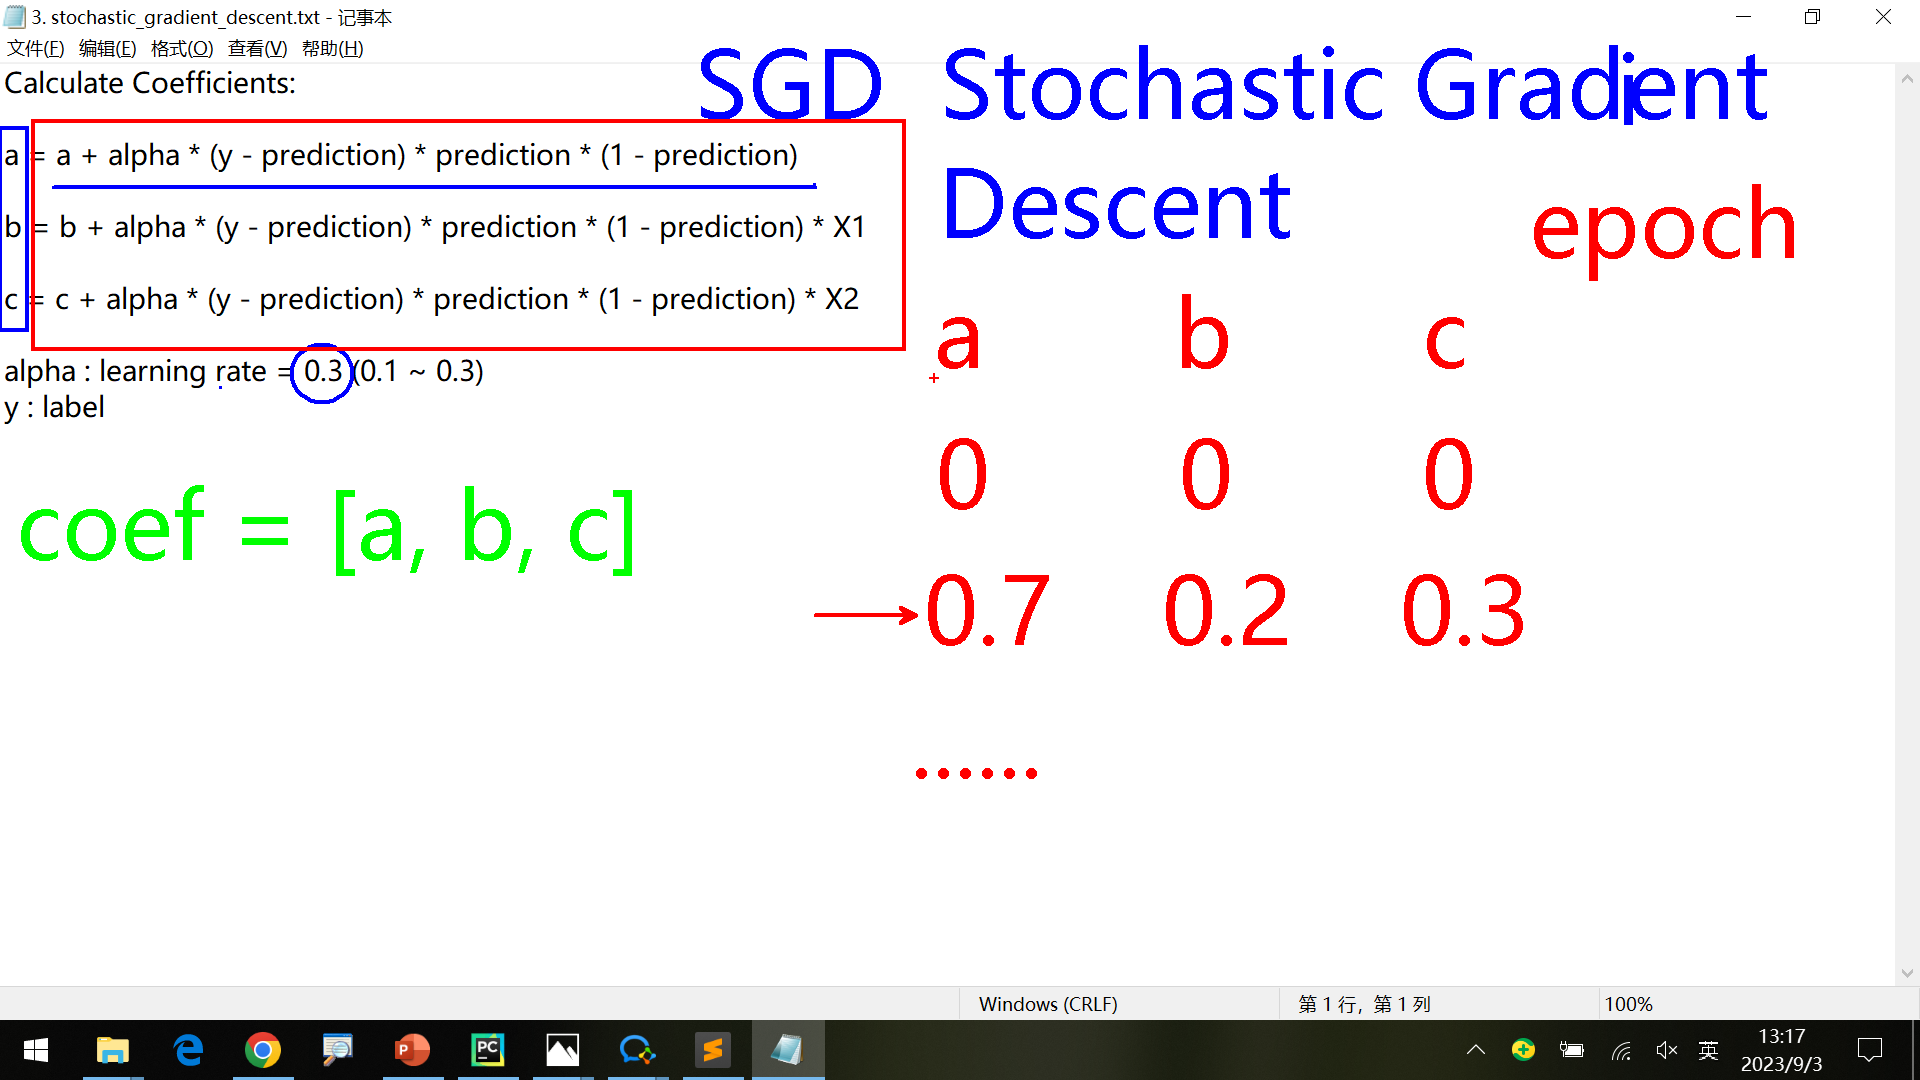 3. stochastic_gradient_descent.txt - 记事本
文件(F) 编辑(E) 格式(O) 查看(V) 帮助(H)
Calculate Coefficients:
SGD Stochastic Gradient
Descent
a = a + alpha * (y - prediction) * prediction * (1 - prediction)
b = b + alpha * (y - prediction) * prediction * (1 - prediction) * X1
c = c + alpha * (y - prediction) * prediction * (1 - prediction) * X2
alpha : learning rate = 0.3 (0.1 ~ 0.3)
y : label
coef = [a, b, c]
epoch
a b c
0 0 0
0.7 0.2 0.3
......
Windows (CRLF) 第 1 行，第 1 列 100%
英
13:17
2023/9/3